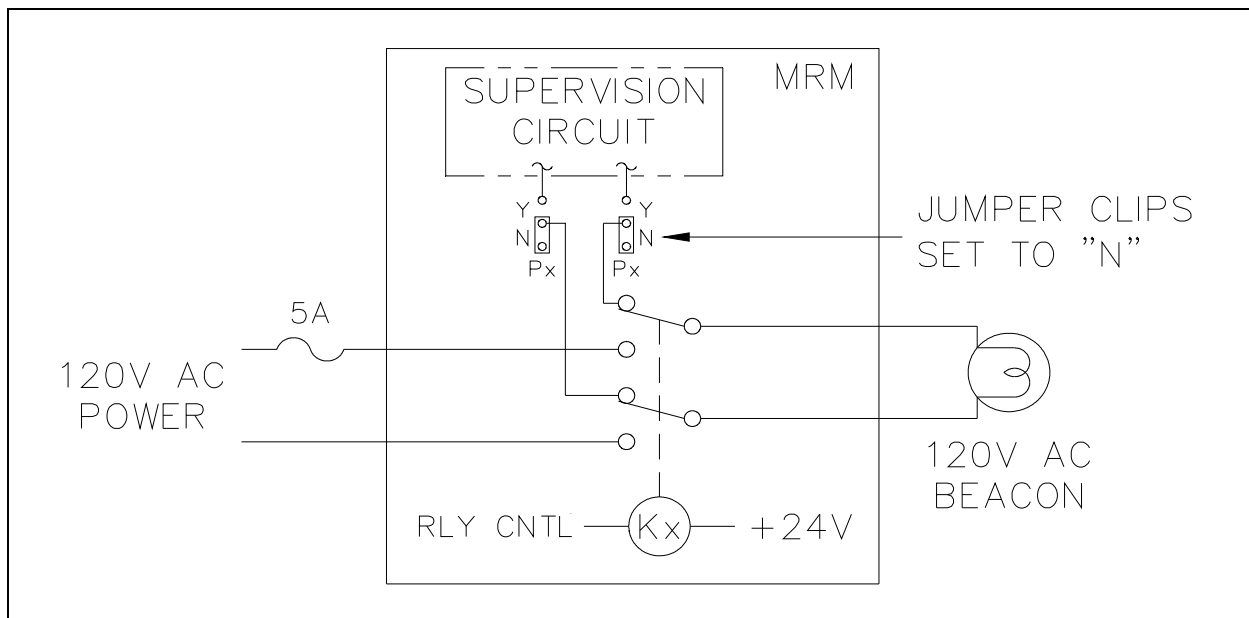 MRM
SUPERVISION
CIRCUIT
Y
Y
N
N
Px
Px
JUMPER CLIPS
SET TO ”N”
5A
120V AC
POWER
120V AC
BEACON
RLY CNTL
Kx
+24V